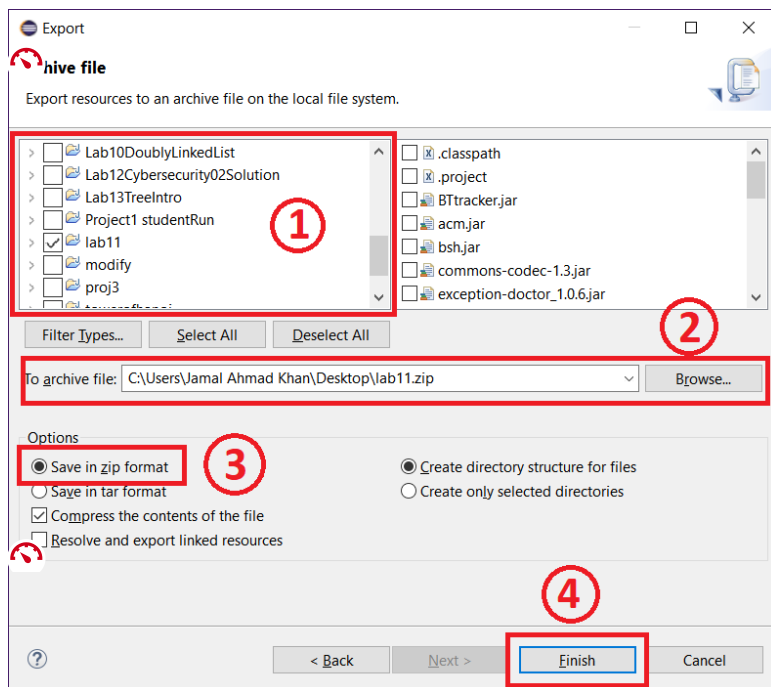 Export
hive file
Export resources to an archive file on the local file system.
Lab10DoublyLinkedList
Lab12Cybersecurity02Solution
Lab13TreeIntro
Project1 studentRun
lab11
modify
proj3
1
.classpath
.project
BTtracker.jar
acm.jar
bsh.jar
commons-codec-1.3.jar
exception-doctor_1.0.6.jar
Filter Types...
Select All
Deselect All
2
To archive file: C:\Users\Jamal Ahmad Khan\Desktop\lab11.zip
Browse...
Options
Save in zip format
3
Create directory structure for files
Save in tar format
Create only selected directories
Compress the contents of the file
Resolve and export linked resources
4
?
< Back
Next >
Finish
Cancel